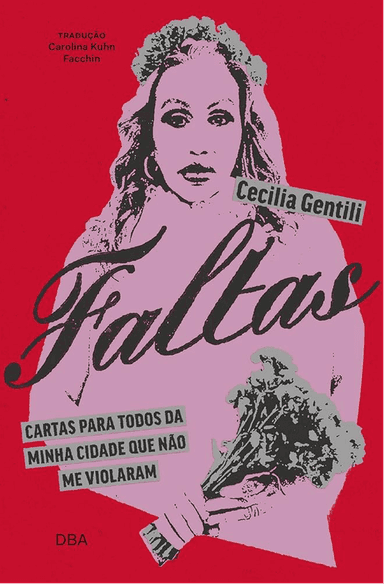 TRADUÇÃO
Carolina Kuhn
Facchin
Cecilia Gentili
Faltas
CARTAS PARA TODOS DA
MINHA CIDADE QUE NÃO
ME VIOLARAM
DBA